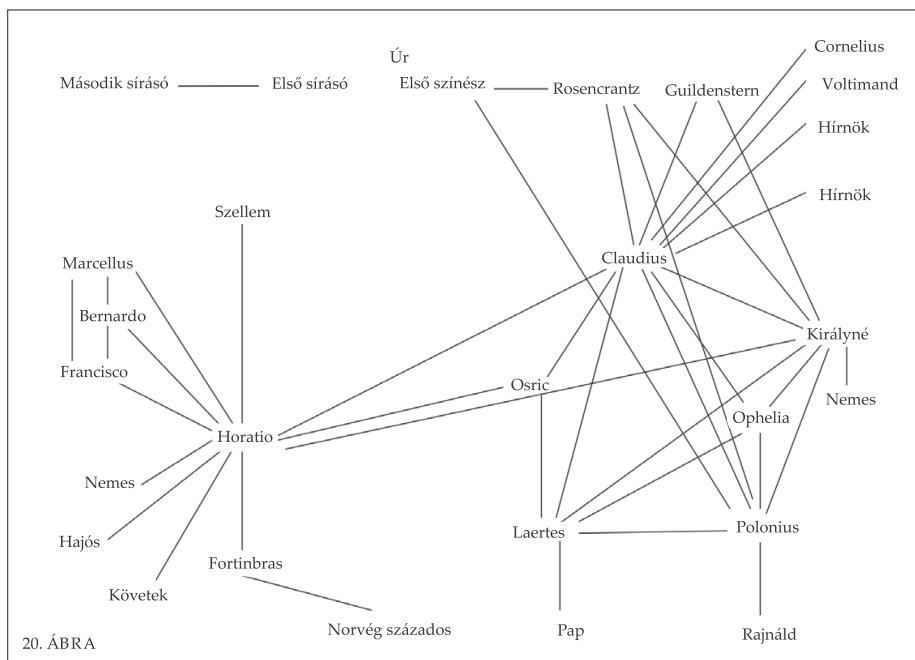 Cornelius
Úr
Második sírásó
Első sírásó
Első színész
Rosencrantz
Guildenstern
Voltimand
Hírnök
Hírnök
Szellem
Marcellus
Claudius
Bernardo
Királyné
Francisco
Osric
Nemes
Ophelia
Horatio
Nemes
Laertes
Polonius
Hajós
Fortinbras
Követek
Norvég százados
Pap
Rajnáld
20. ÁBRA